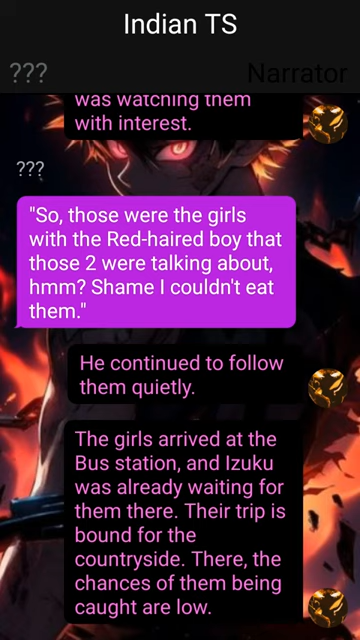 Indian TS
???
Narrator
was watching them
with interest.
???
"So, those were the girls
with the Red-haired boy that
those 2 were talking about,
hmm? Shame I couldn't eat
them."
He continued to follow
them quietly.
The girls arrived at the
Bus station, and Izuku
was already waiting for
them there. Their trip is
bound for the
countryside. There, the
chances of them being
caught are low.